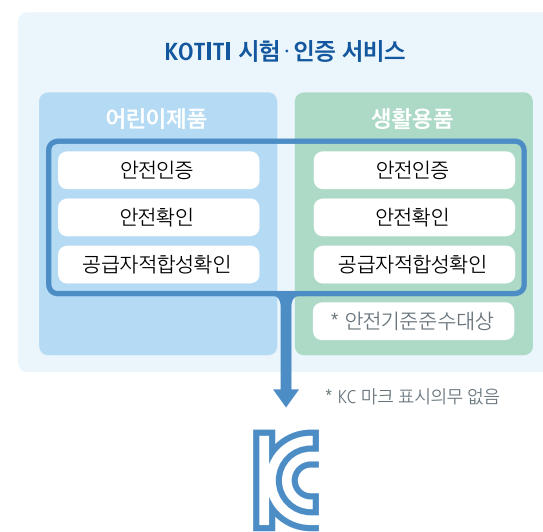 KOTITI 시험·인증 서비스
어린이제품
안전인증
안전확인
공급자적합성확인
생활용품
안전인증
안전확인
공급자적합성확인
* 안전기준준수대상
* KC 마크 표시의무 없음
KC